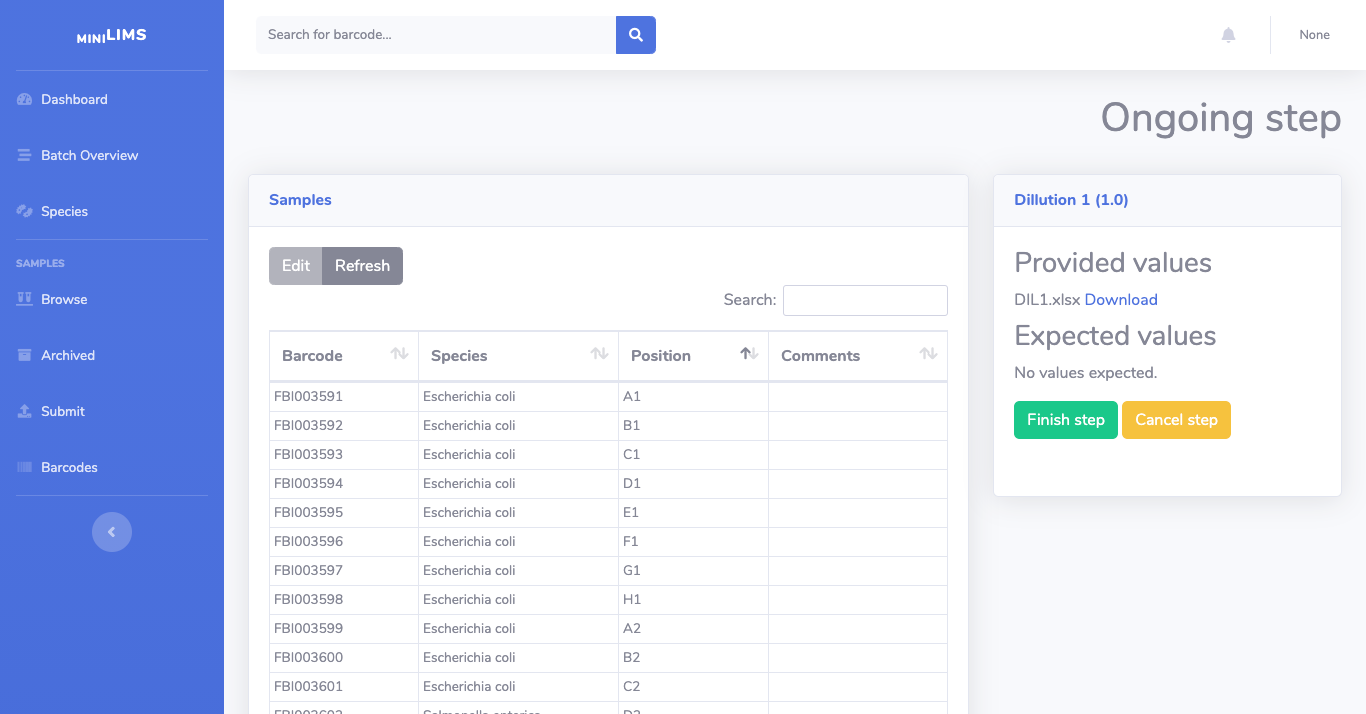 MINILIMS
Search for barcode...
None
Dashboard
Batch Overview
Species
SAMPLES
Browse
Archived
Submit
Barcodes
Ongoing step
Samples
Edit Refresh
Search:
Barcode Species Position Comments
FBI003591 Escherichia coli A1
FBI003592 Escherichia coli B1
FBI003593 Escherichia coli C1
FBI003594 Escherichia coli D1
FBI003595 Escherichia coli E1
FBI003596 Escherichia coli F1
FBI003597 Escherichia coli G1
FBI003598 Escherichia coli H1
FBI003599 Escherichia coli A2
FBI003600 Escherichia coli B2
FBI003601 Escherichia coli C2
FBI003602 Salmonella enterica D2
Dillution 1 (1.0)
Provided values
DIL1.xlsx Download
Expected values
No values expected.
Finish step Cancel step